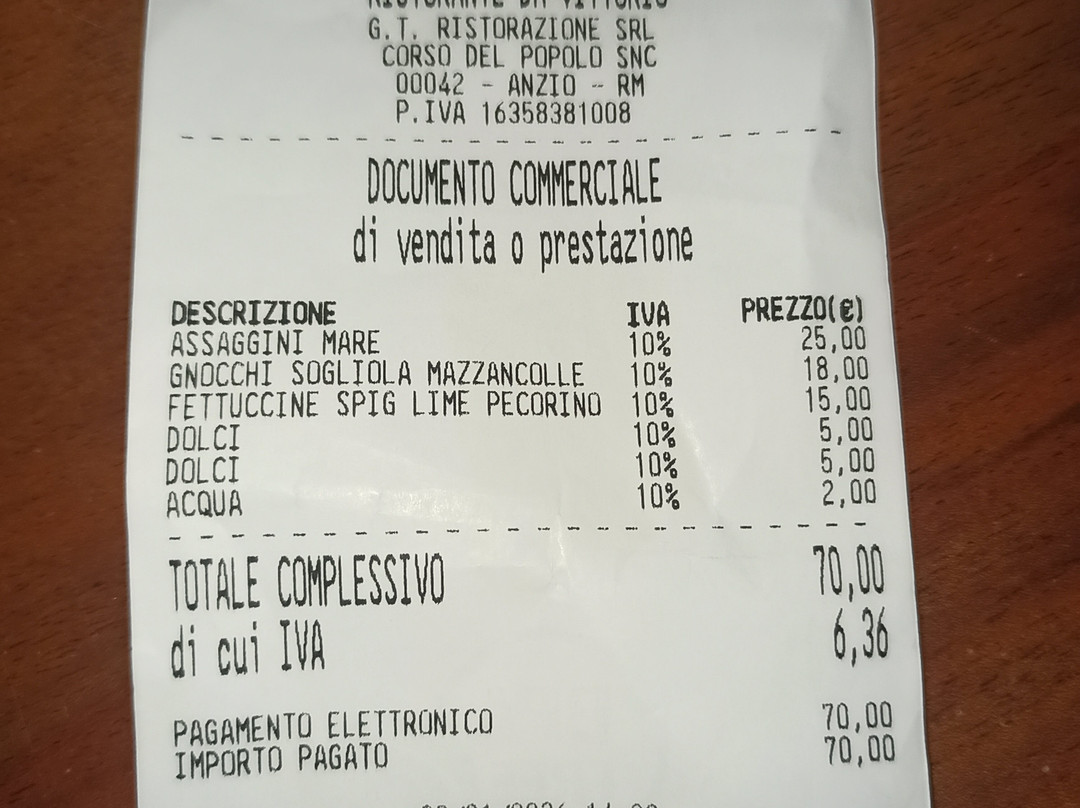 RISTORANTE DA VITTORIO
G.T. RISTORAZIONE SRL
CORSO DEL POPOLO SNC
00042 - ANZIO - RM
P.IVA 16358381008
DOCUMENTO COMMERCIALE
di vendita o prestazione
DESCRIZIONE IVA PREZZO(€)
ASSAGGINI MARE 10% 25,00
GNOCCHI SOGLIOLA MAZZANCOLLE 10% 18,00
FETTUCCINE SPIG LIME PECORINO 10% 15,00
DOLCI 10% 5,00
DOLCI 10% 5,00
ACQUA 10% 2,00
TOTALE COMPLESSIVO 70,00
di cui IVA 6,36
PAGAMENTO ELETTRONICO 70,00
IMPORTO PAGATO 70,00